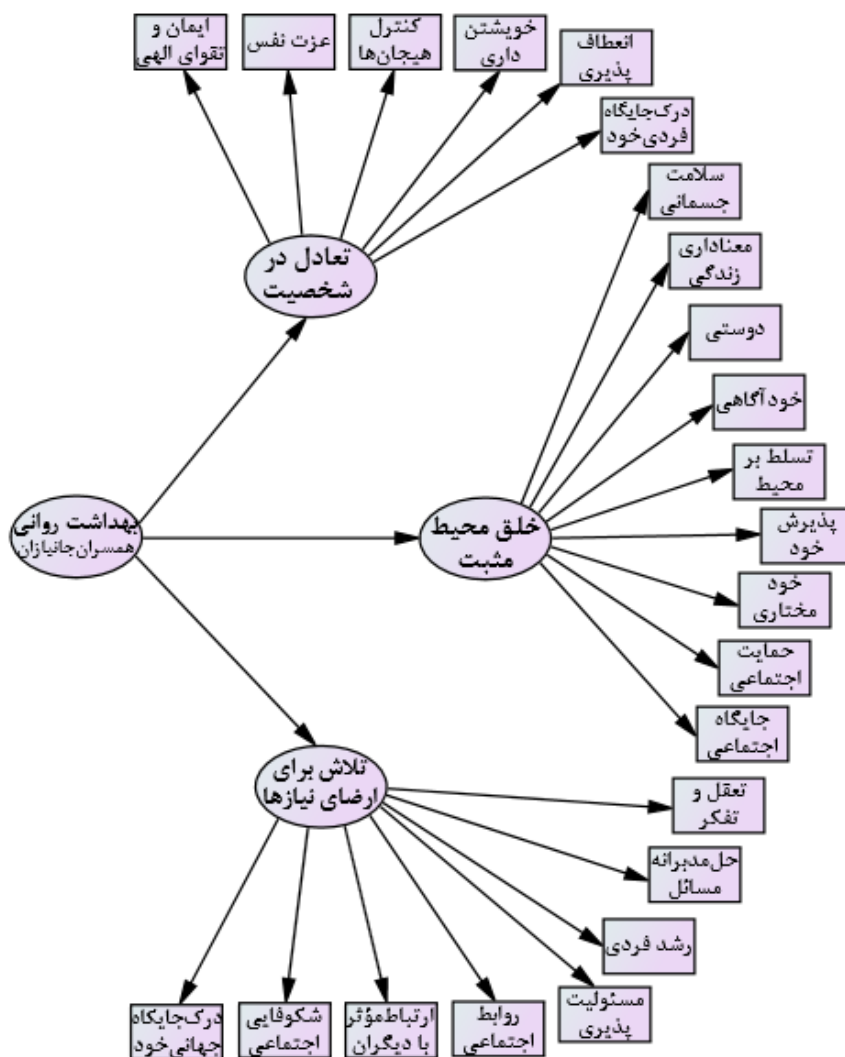 ایمان و
تقوای الهی
عزت نفس
کنترل
هیجان‌ها
خویشتن
داری
انعطاف
پذیری
درک‌جایگاه
فردی‌خود
تعادل در
شخصیت
سلامت
جسمانی
معناداری
زندگی
دوستی
خودآگاهی
تسلط بر
محیط
پذیرش
خود
خود
مختاری
حمایت
اجتماعی
جایگاه
اجتماعی
خلق محیط
مثبت
بهداشت روانی
همسران‌جانبازان
تلاش برای
ارضای نیازها
تعقل و
تفکر
حل‌مدبرانه
مسائل
رشد فردی
مسئولیت
پذیری
روابط
اجتماعی
ارتباط‌مؤثر
با دیگران
شکوفایی
اجتماعی
درک‌جایگاه
جهانی‌خود